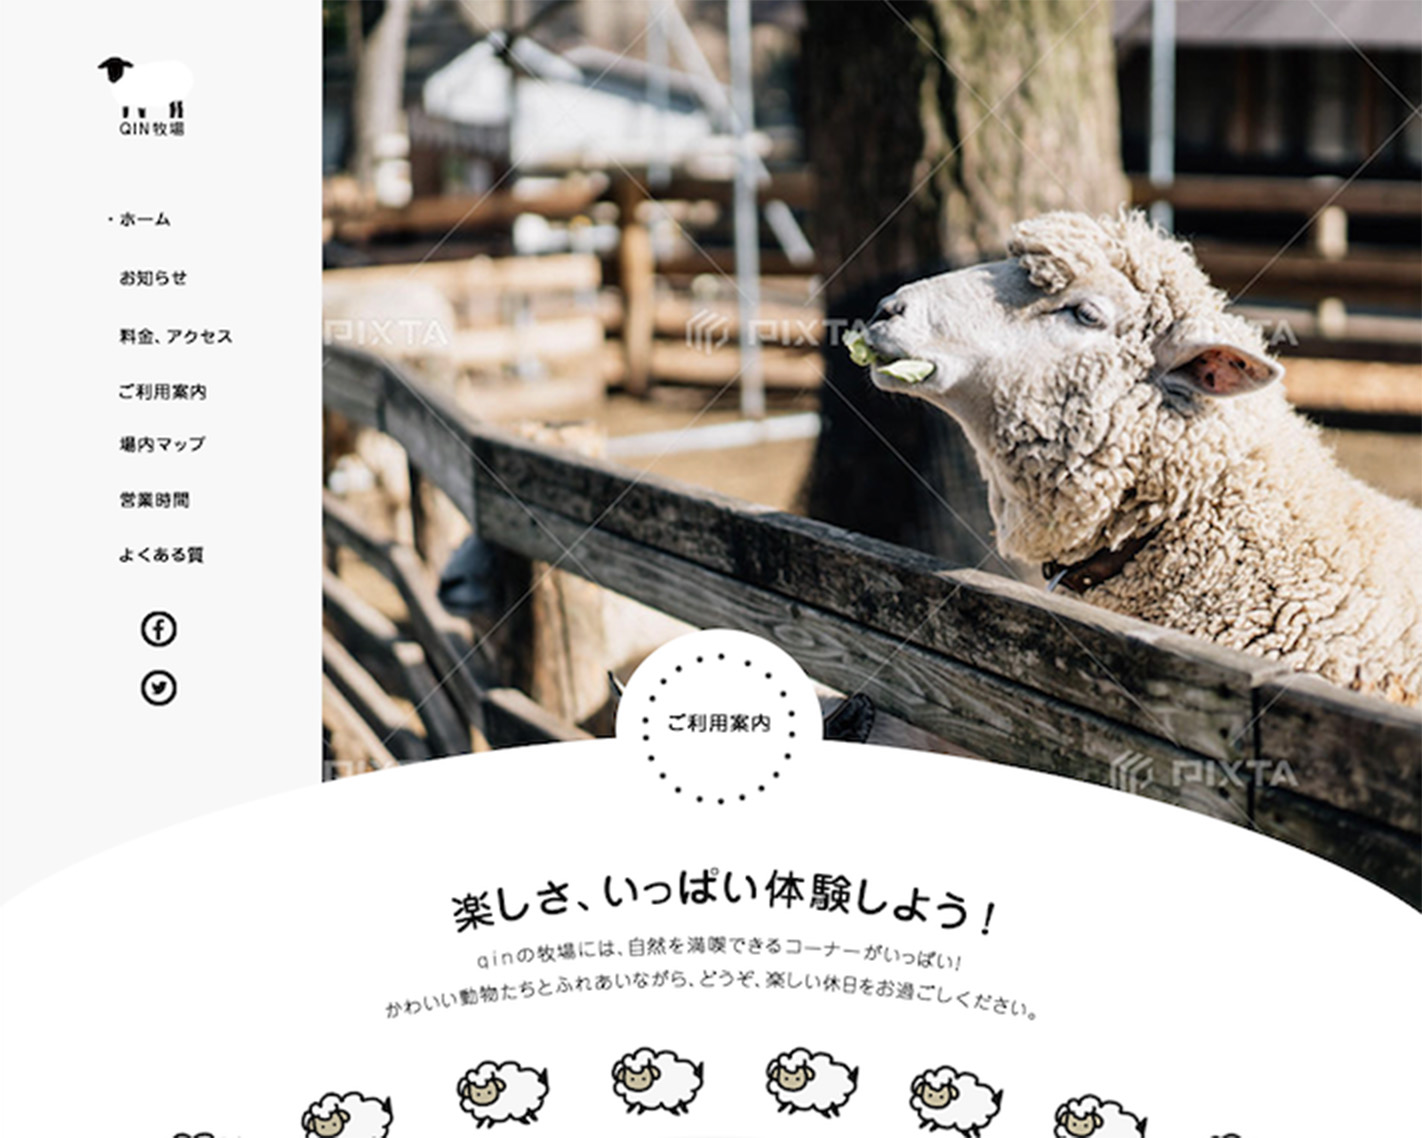 QIN牧場
・ホーム
お知らせ
料金、アクセス
ご利用案内
場内マップ
営業時間
よくある質
PIXTA
PIXTA
PIXTA
ご利用案内
PIXTA
PIXTA
楽しさ、いっぱい体験しよう！
qinの牧場には、自然を満喫できるコーナーがいっぱい！
かわいい動物たちとふれあいながら、どうぞ、楽しい休日をお過ごしください。